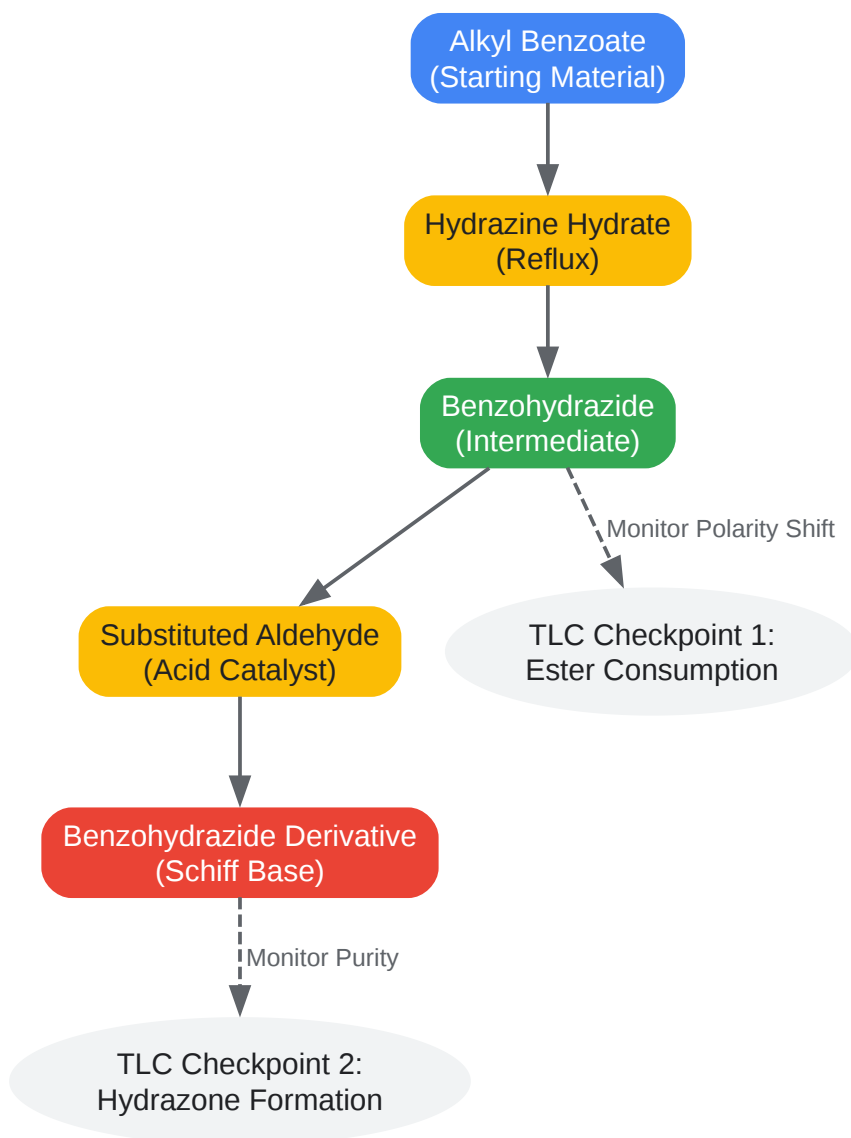 Alkyl Benzoate
(Starting Material)
Hydrazine Hydrate
(Reflux)
Benzohydrazide
(Intermediate)
Monitor Polarity Shift
Substituted Aldehyde
(Acid Catalyst)
TLC Checkpoint 1:
Ester Consumption
Benzohydrazide Derivative
(Schiff Base)
Monitor Purity
TLC Checkpoint 2:
Hydrazone Formation